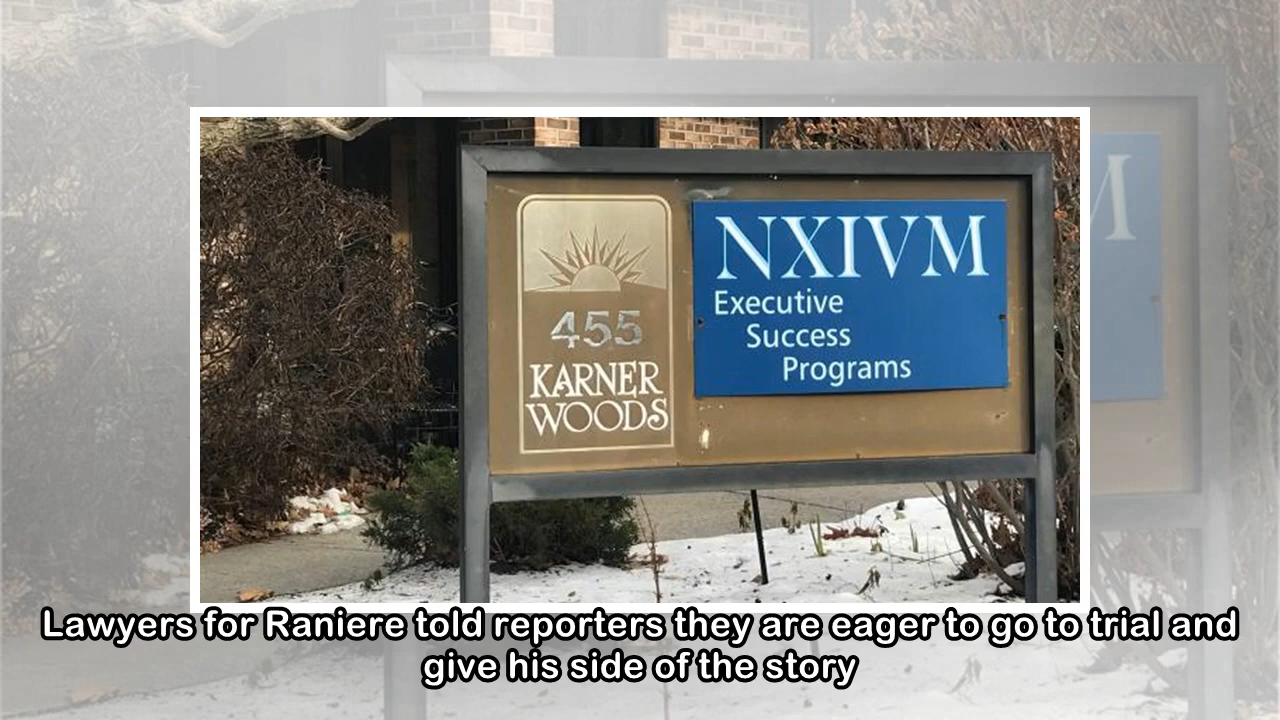 NXIVM
Executive
Success
Programs
455
KARNER
WOODS
Lawyers for Raniere told reporters they are eager to go to trial and
give his side of the story